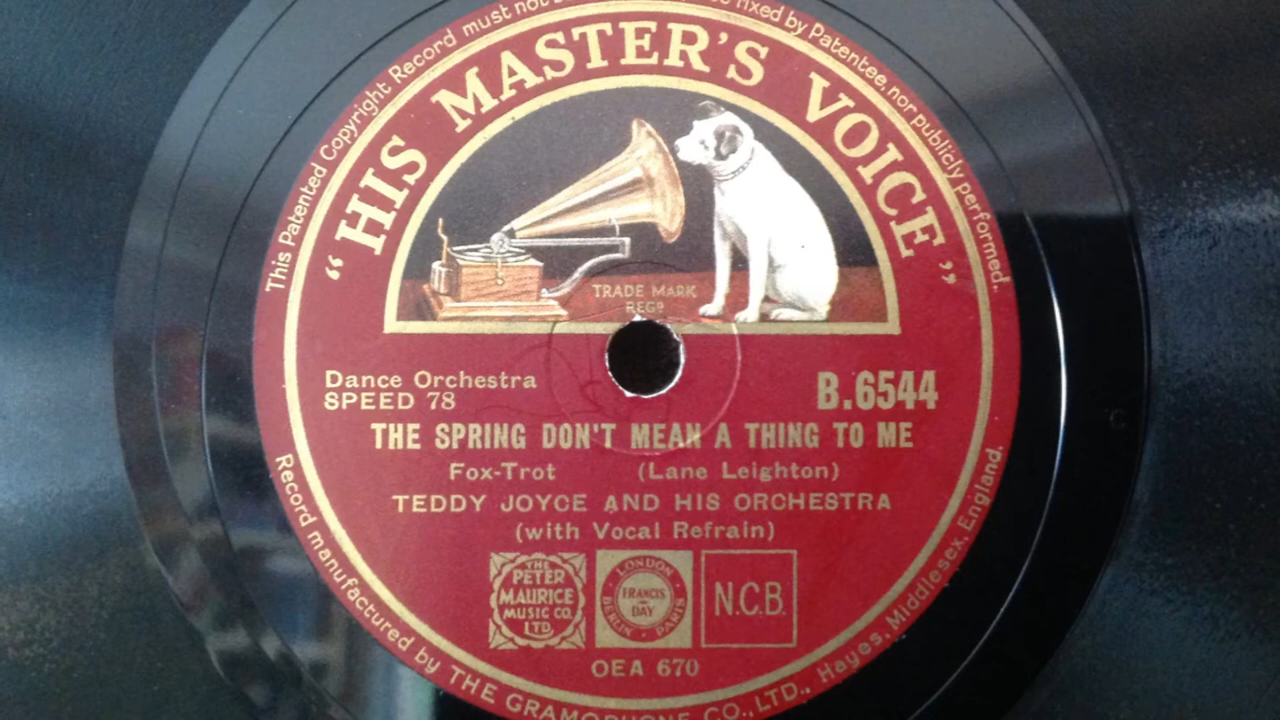 This Patented Copyright Record must not
fixed by Patentee, nor publicly performed.
“HIS MASTER'S VOICE”
TRADE MARK
REGD
Dance Orchestra
SPEED 78
B.6544
THE SPRING DON'T MEAN A THING TO ME
Fox-Trot (Lane Leighton)
TEDDY JOYCE AND HIS ORCHESTRA
(with Vocal Refrain)
THE
PETER
MAURICE
MUSIC CO.
LTD.
LONDON
FRANCIS
DAY
BERLIN · PARIS
N.C.B.
OEA 670
Record manufactured by THE GRAMOPHONE CO., LTD., Hayes, Middlesex, England.